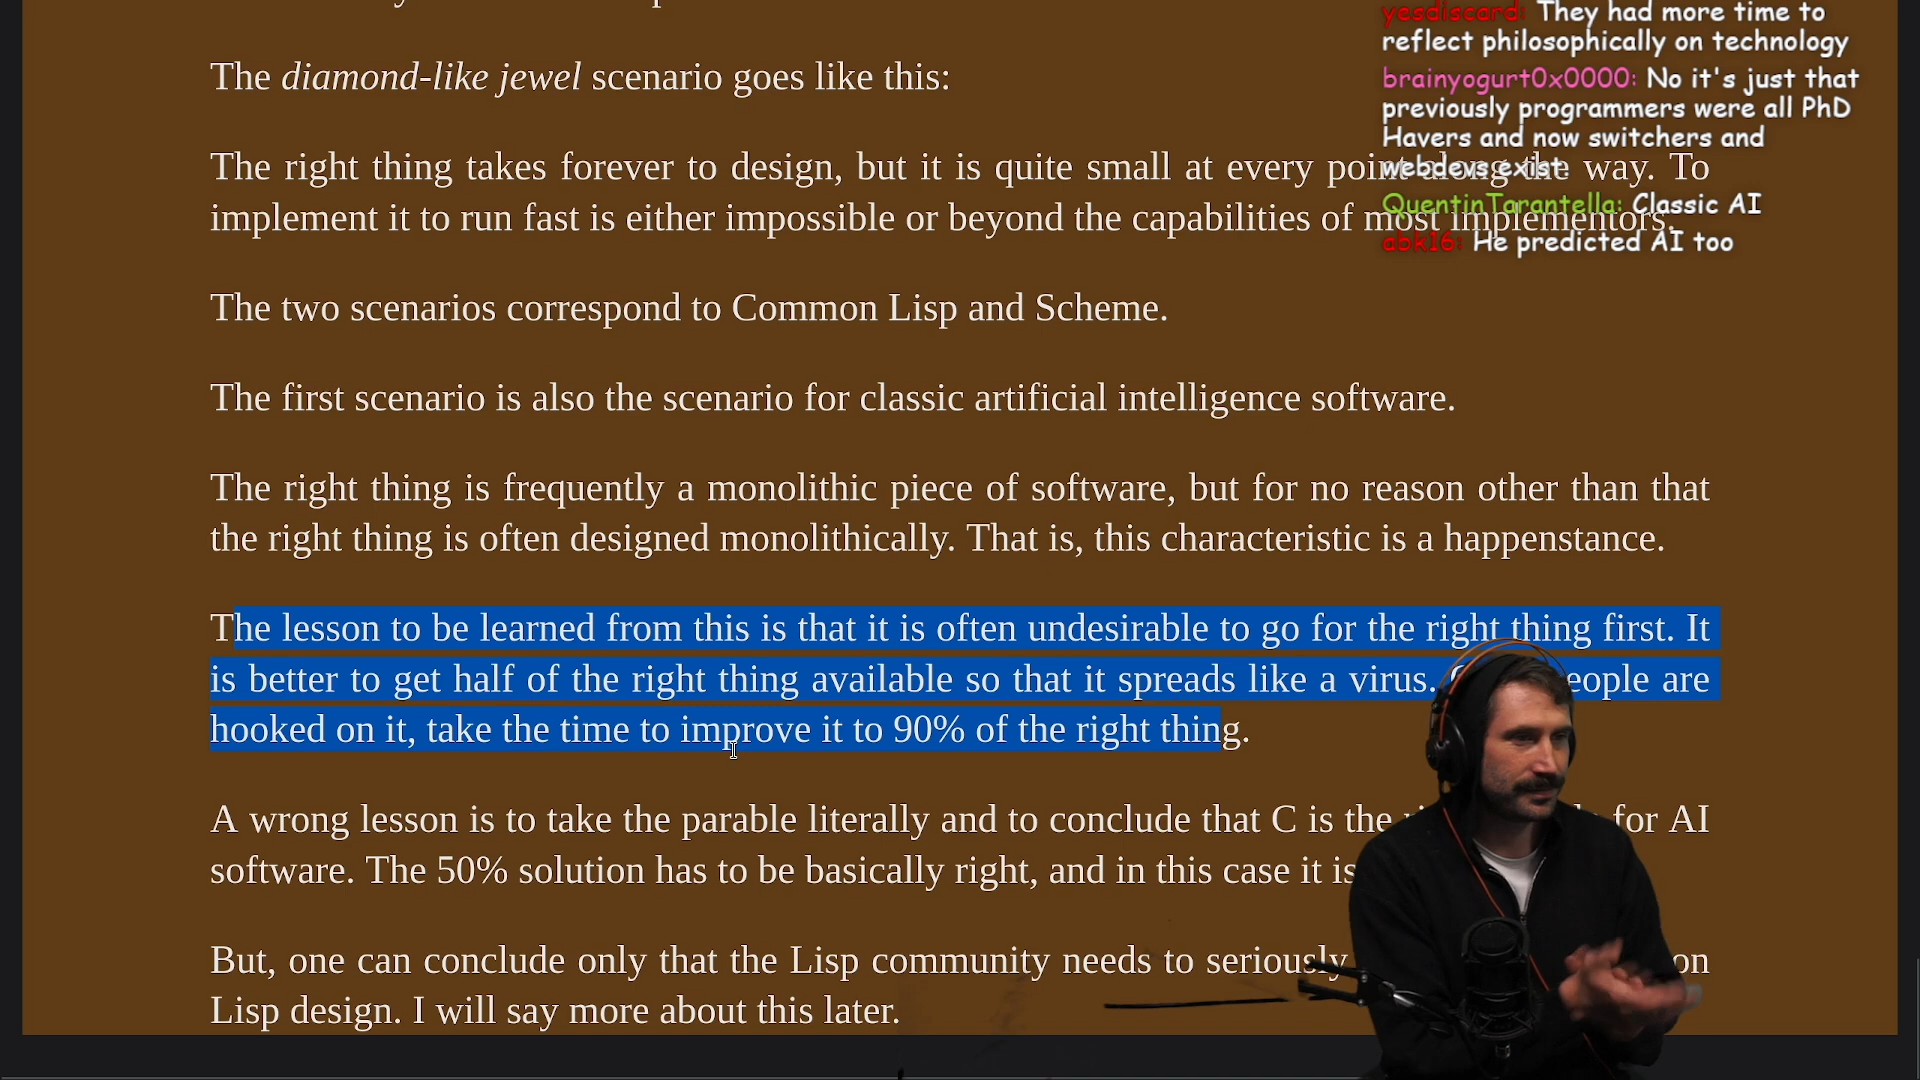 The diamond-like jewel scenario goes like this:
The right thing takes forever to design, but it is quite small at every point along the way. To
implement it to run fast is either impossible or beyond the capabilities of most implementors.
The two scenarios correspond to Common Lisp and Scheme.
The first scenario is also the scenario for classic artificial intelligence software.
The right thing is frequently a monolithic piece of software, but for no reason other than that
the right thing is often designed monolithically. That is, this characteristic is a happenstance.
The lesson to be learned from this is that it is often undesirable to go for the right thing first. It
is better to get half of the right thing available so that it spreads like a virus. people are
hooked on it, take the time to improve it to 90% of the right thing.
A wrong lesson is to take the parable literally and to conclude that C is the for AI
software. The 50% solution has to be basically right, and in this case it is
But, one can conclude only that the Lisp community needs to seriously on
Lisp design. I will say more about this later.
yesdiscard: They had more time to
reflect philosophically on technology
brainyogurt0x0000: No it's just that
previously programmers were all PhD
Havers and now switchers and
webdevs exist.
QuentinTarantella: Classic AI
abk16: He predicted AI too